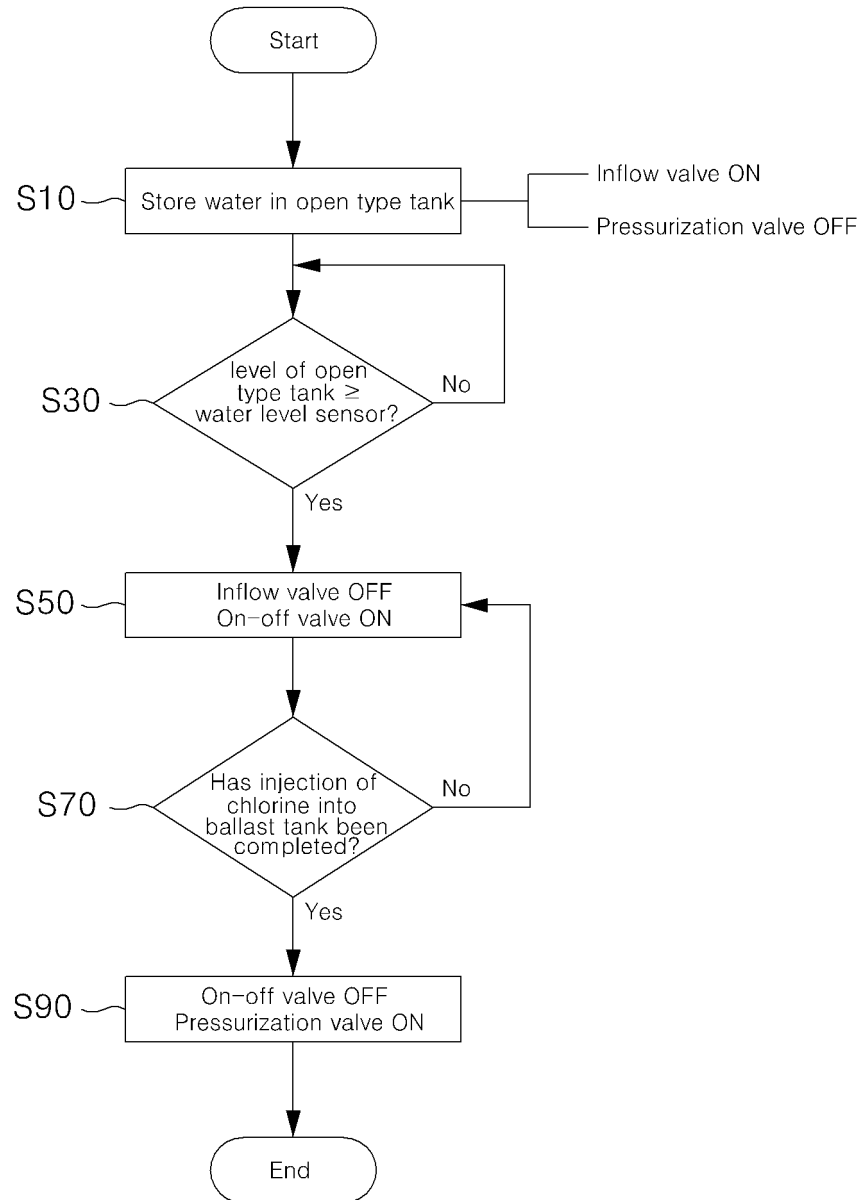 Start
S10
Store water in open type tank
Inflow valve ON
Pressurization valve OFF
S30
level of open
type tank ≥
water level sensor?
No
Yes
S50
Inflow valve OFF
On-off valve ON
S70
Has injection of
chlorine into
ballast tank been
completed?
No
Yes
S90
On-off valve OFF
Pressurization valve ON
End